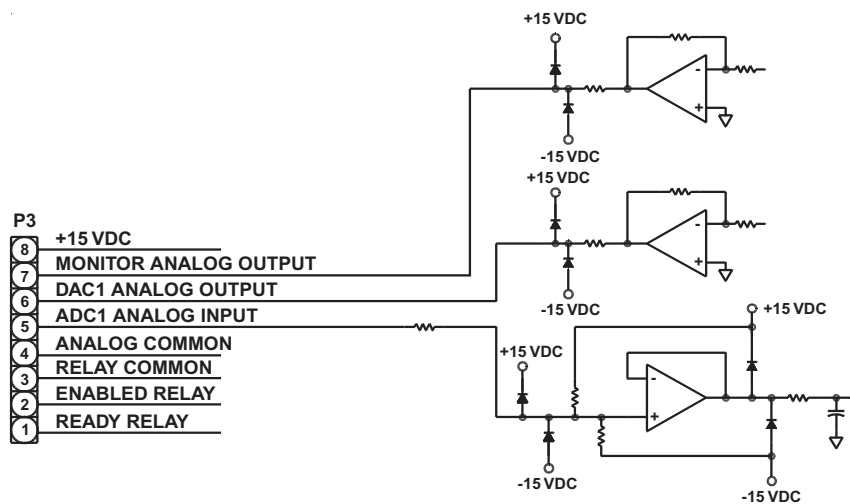 +15 VDC
-
+
-15 VDC
+15 VDC
-
+
-15 VDC
P3
8 +15 VDC
7 MONITOR ANALOG OUTPUT
6 DAC1 ANALOG OUTPUT
5 ADC1 ANALOG INPUT
4 ANALOG COMMON
3 RELAY COMMON
2 ENABLED RELAY
1 READY RELAY
+15 VDC
+15 VDC
-
+
-15 VDC
-15 VDC